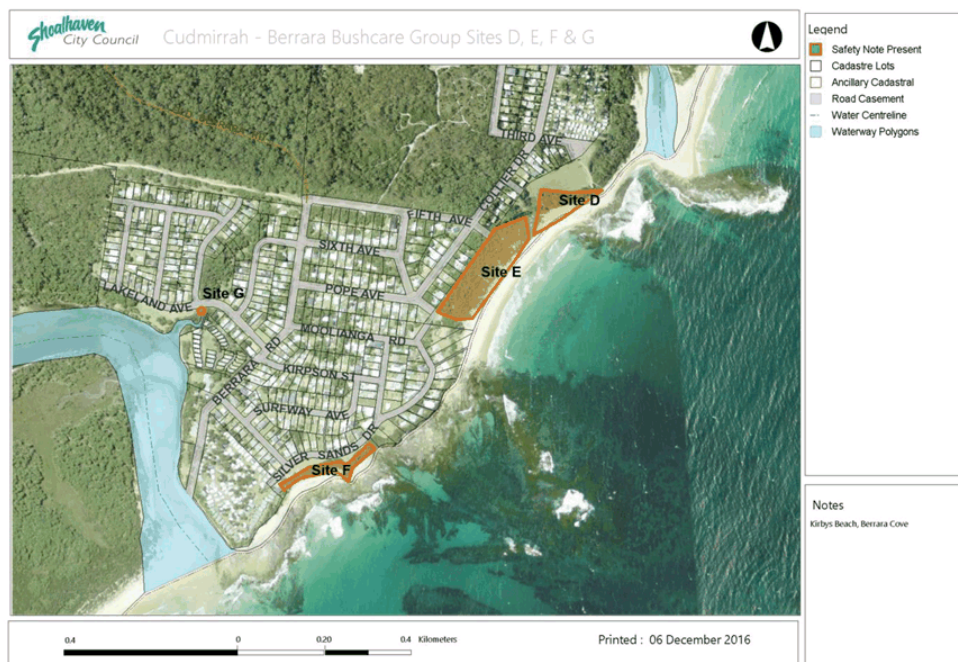 Shoalhaven
City Council
Cudmirrah - Berrara Bushcare Group Sites D, E, F & G
Legend
Safety Note Present
Cadastre Lots
Ancillary Cadastral
Road Casement
Water Centreline
Waterway Polygons
THIRD AVE
COLLIER DR
Site D
FIFTH AVE
SIXTH AVE
Site E
LAKELAND AVE
Site G
POPE AVE
MOOLIANGA RD
BERRARA RD
KIRPSON ST
SURFWAY AVE
SILVER SANDS DR
Site F
Notes
Kirbys Beach, Berrara Cove
0.4 0 0.20 0.4 Kilometers
Printed : 06 December 2016